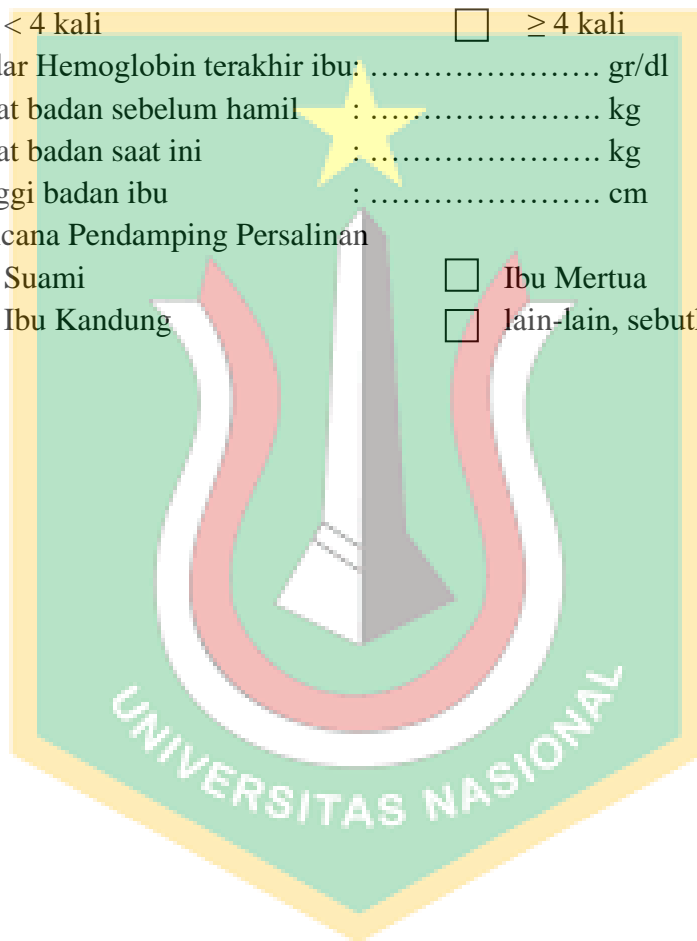 < 4 kali ☐ ≥ 4 kali
dar Hemoglobin terakhir ibu: ………………….. gr/dl
at badan sebelum hamil : ………………….. kg
at badan saat ini : ………………….. kg
ggi badan ibu : ………………….. cm
cana Pendamping Persalinan
Suami ☐ Ibu Mertua
Ibu Kandung ☐ lain-lain, sebut
UNIVERSITAS NASIONAL